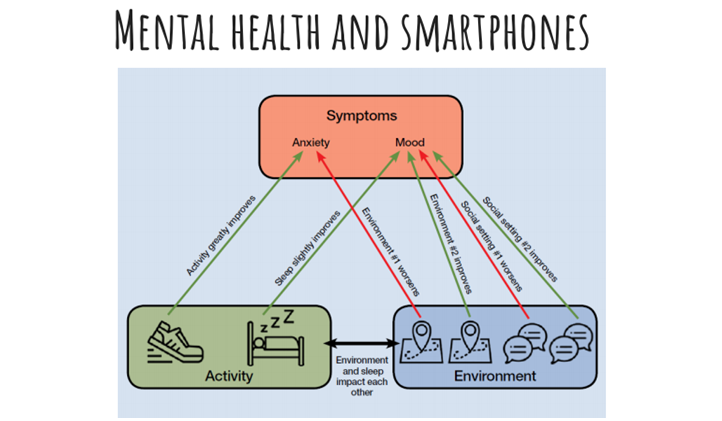 MENTAL HEALTH AND SMARTPHONES
Symptoms
Anxiety Mood
Activity greatly improves
Sleep slightly improves
Environment #1 worsens
Environment #2 improves
Social setting #1 worsens
Social setting #2 improves
zzZ
Activity
Environment
and sleep
impact each
other
Environment